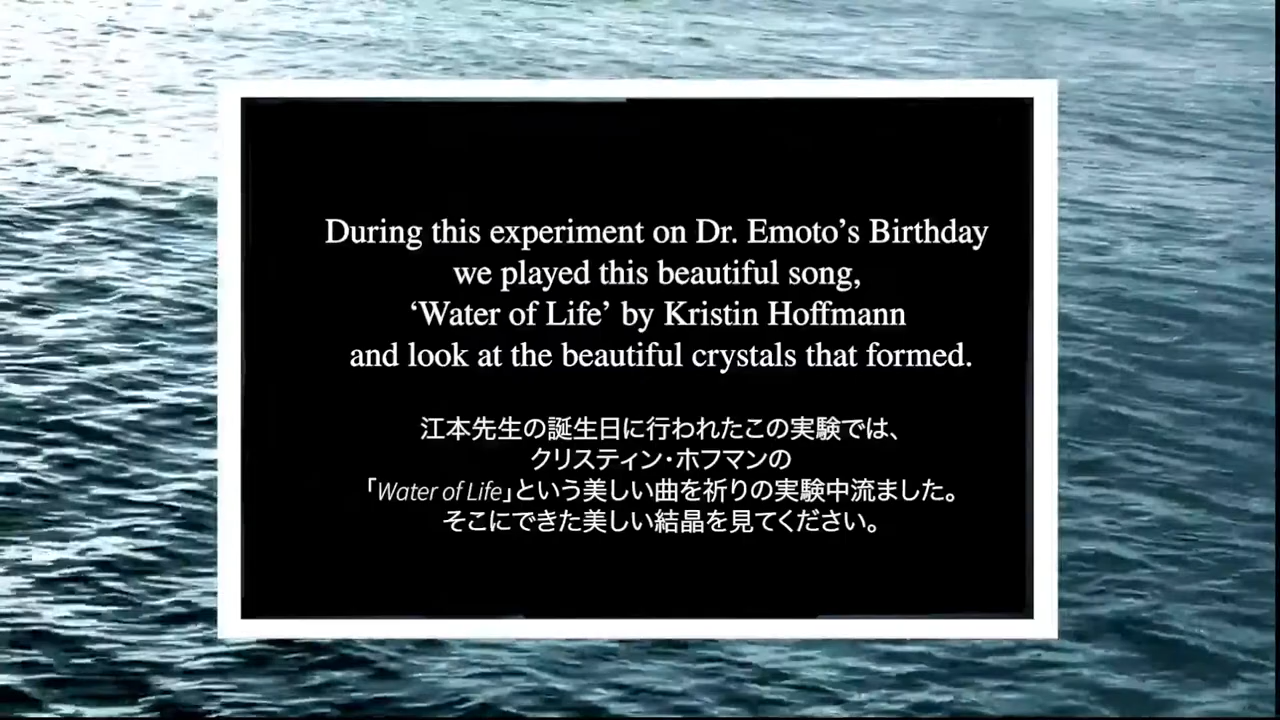 During this experiment on Dr. Emoto’s Birthday
we played this beautiful song,
‘Water of Life’ by Kristin Hoffmann
and look at the beautiful crystals that formed.
江本先生の誕生日に行われたこの実験では、
クリスティン・ホフマンの
「Water of Life」という美しい曲を祈りの実験中流ました。
そこにできた美しい結晶を見てください。